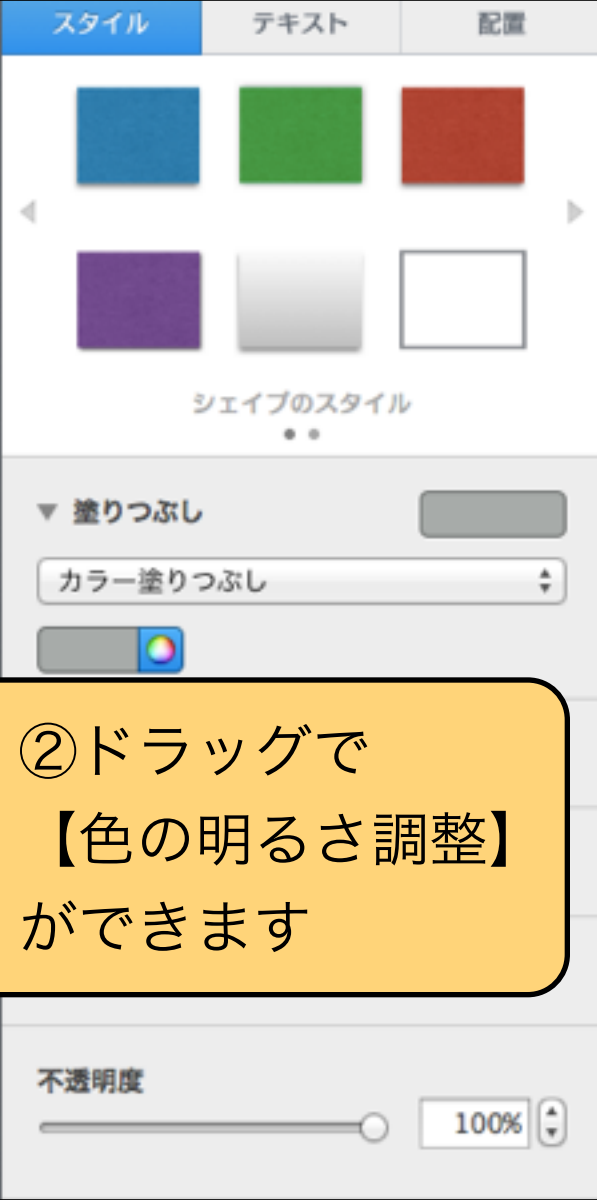 スタイル
テキスト
配置
シェイプのスタイル
塗りつぶし
カラー塗りつぶし
②ドラッグで
【色の明るさ調整】
ができます
不透明度
100%